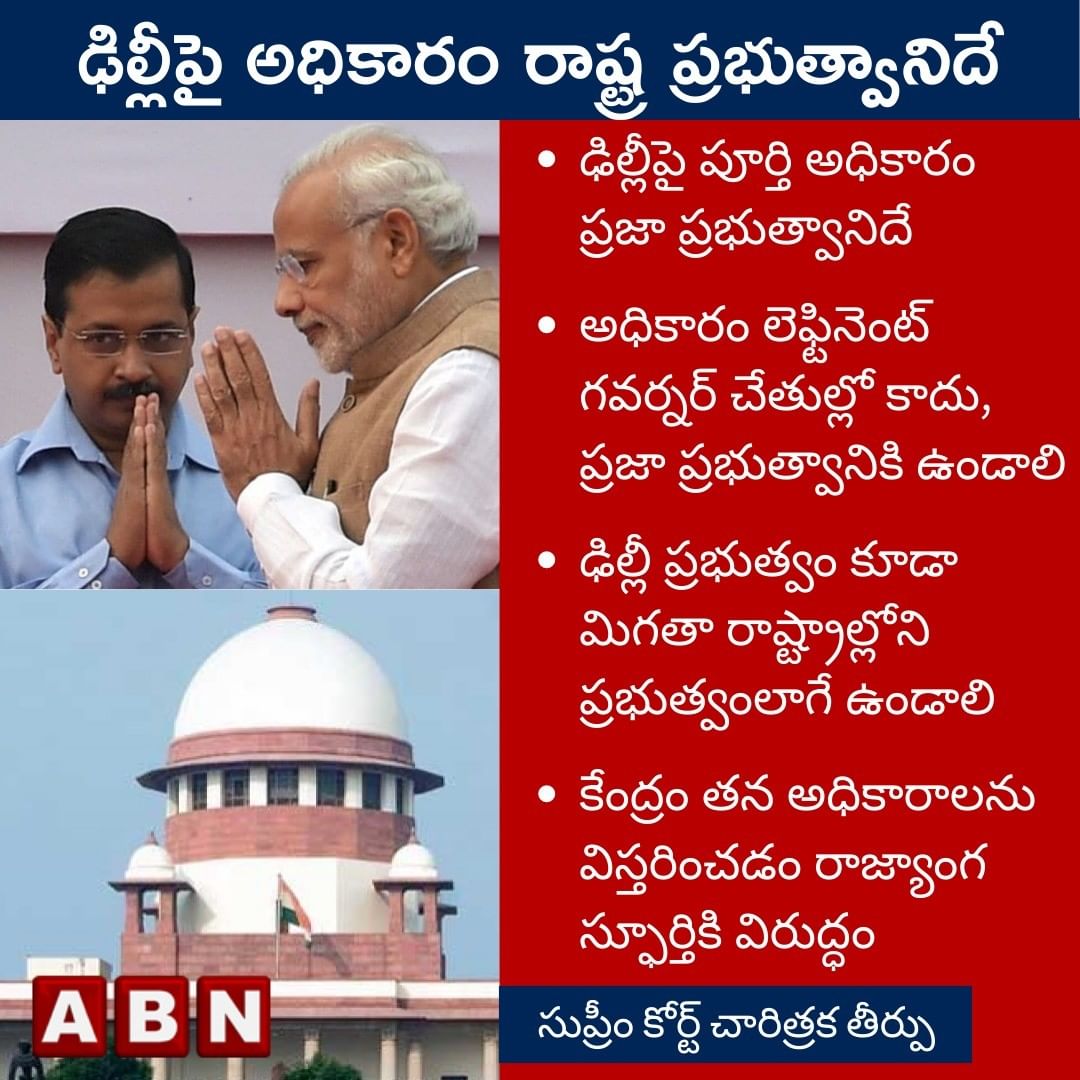 ఢిల్లీపై అధికారం రాష్ట్ర ప్రభుత్వానిదే
• ఢిల్లీపై పూర్తి అధికారం
ప్రజా ప్రభుత్వానిదే
• అధికారం లెఫ్టినెంట్
గవర్నర్ చేతుల్లో కాదు,
ప్రజా ప్రభుత్వానికి ఉండాలి
• ఢిల్లీ ప్రభుత్వం కూడా
మిగతా రాష్ట్రాల్లోని
ప్రభుత్వంలాగే ఉండాలి
• కేంద్రం తన అధికారాలను
విస్తరించడం రాజ్యాంగ
స్ఫూర్తికి విరుద్ధం
సుప్రీం కోర్ట్ చారిత్రక తీర్పు
ABN